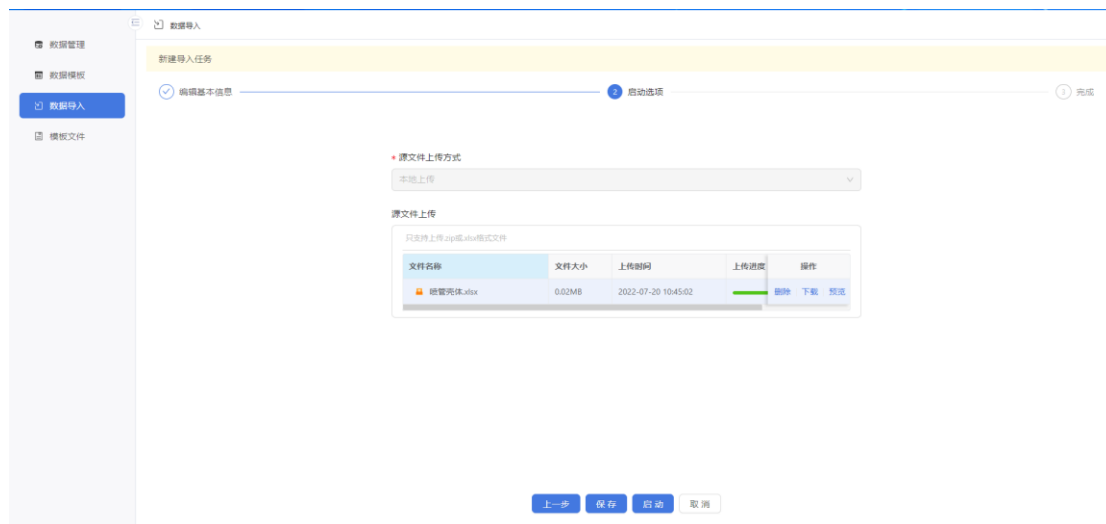 数据导入
数据管理
新建导入任务
数据模板
编辑基本信息
2 启动选项
3 完成
数据导入
模板文件
* 源文件上传方式
本地上传
源文件上传
只支持上传.zip或.xlsx格式文件
文件名称 文件大小 上传时间 上传进度 操作
喷管壳体.xlsx 0.02MB 2022-07-20 10:45:02 删除 下载 预览
上一步 保存 启动 取消